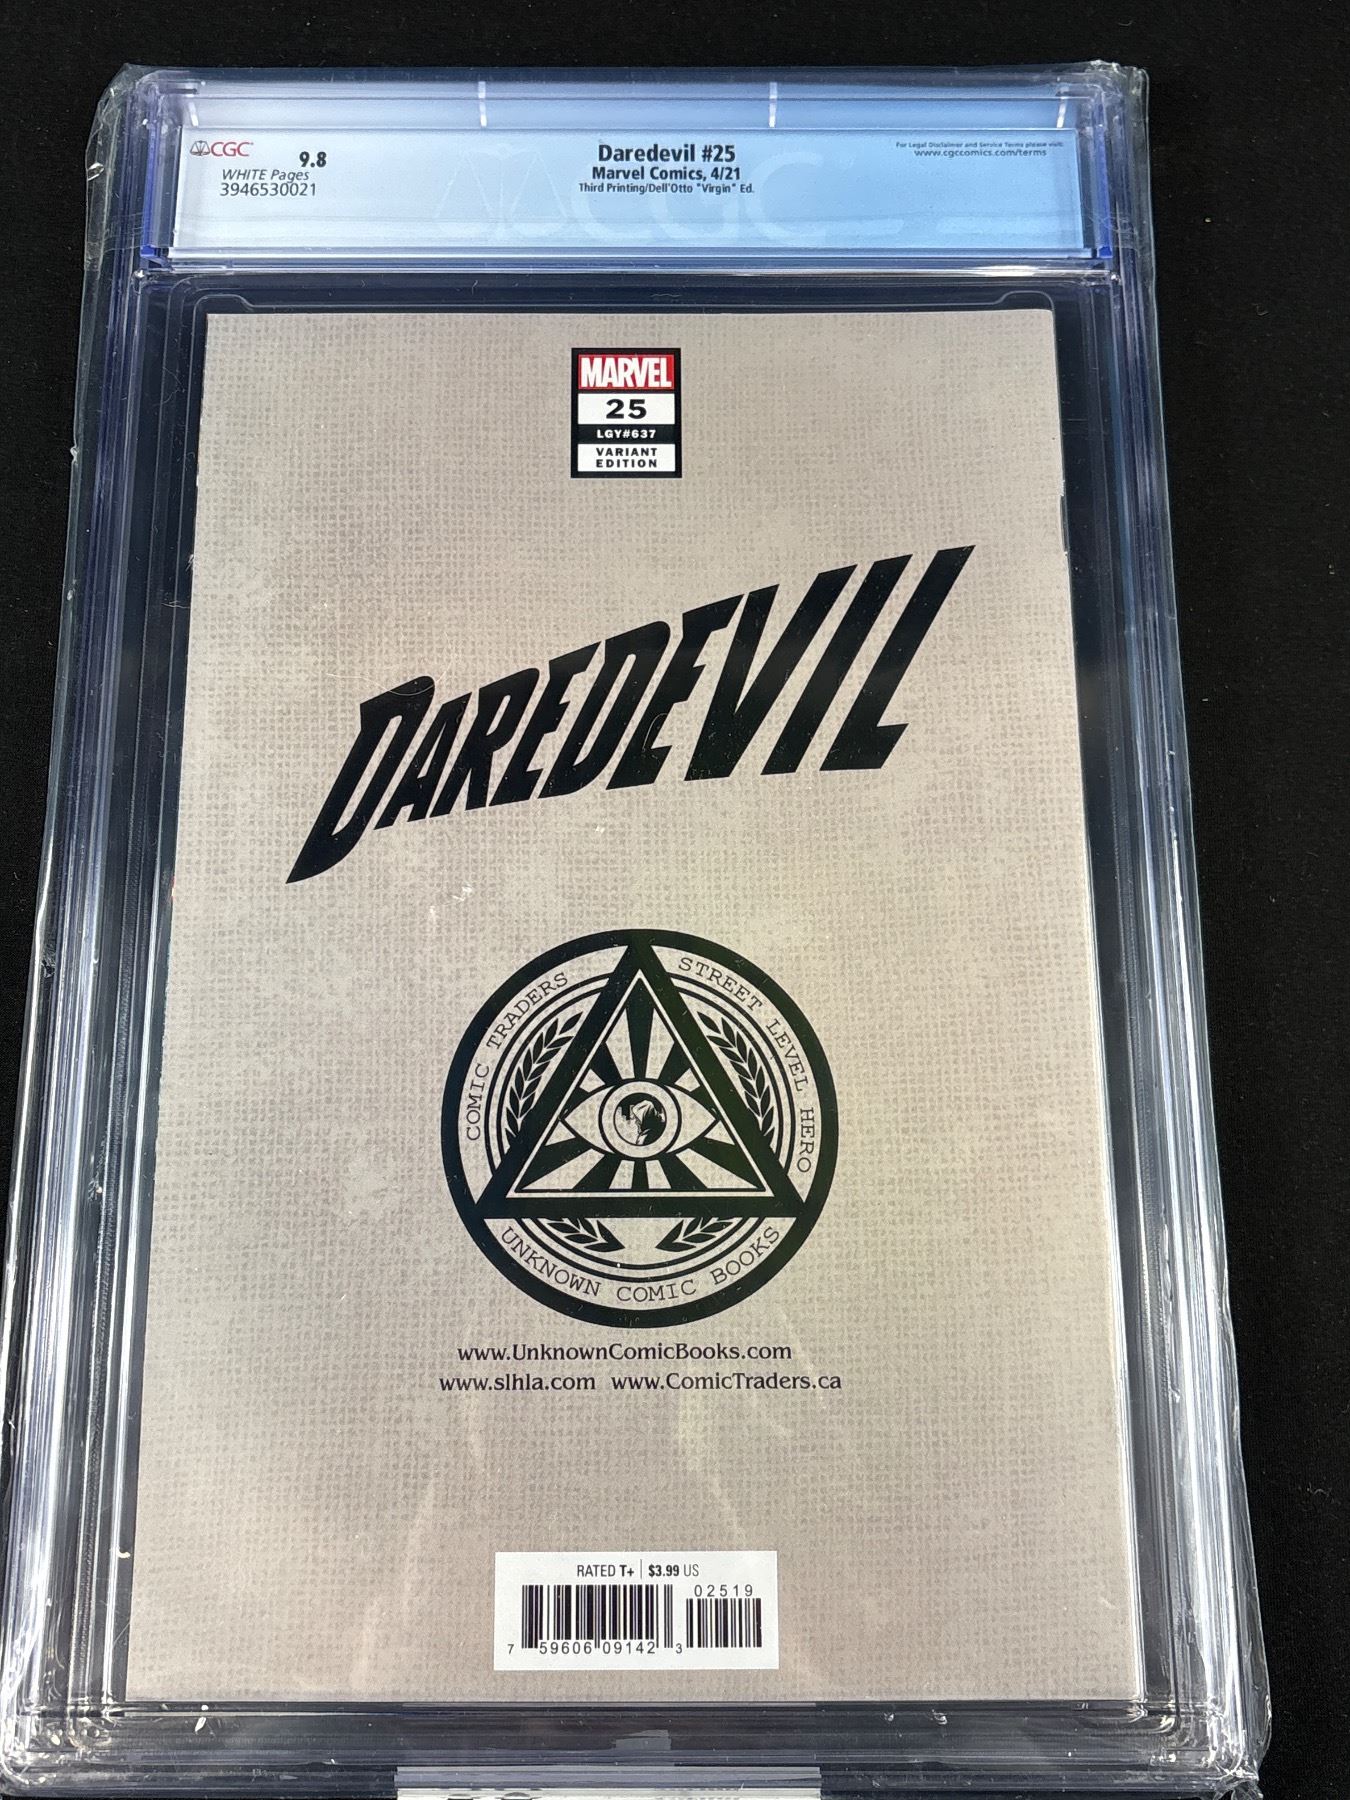 CGC
9.8
WHITE Pages
3946530021
Daredevil #25
Marvel Comics, 4/21
Third Printing/Dell'Otto "Virgin" Ed.
For Legal Disclaimer and Service Terms please visit:
www.cgccomics.com/terms
CGC
MARVEL
25
LGY#637
VARIANT
EDITION
DAREDEVIL
COMIC TRADERS
STREET LEVEL HERO
UNKNOWN COMIC BOOKS
www.UnknownComicBooks.com
www.slhla.com www.ComicTraders.ca
RATED T+ | $3.99 US
02519
7 59606 09142 3